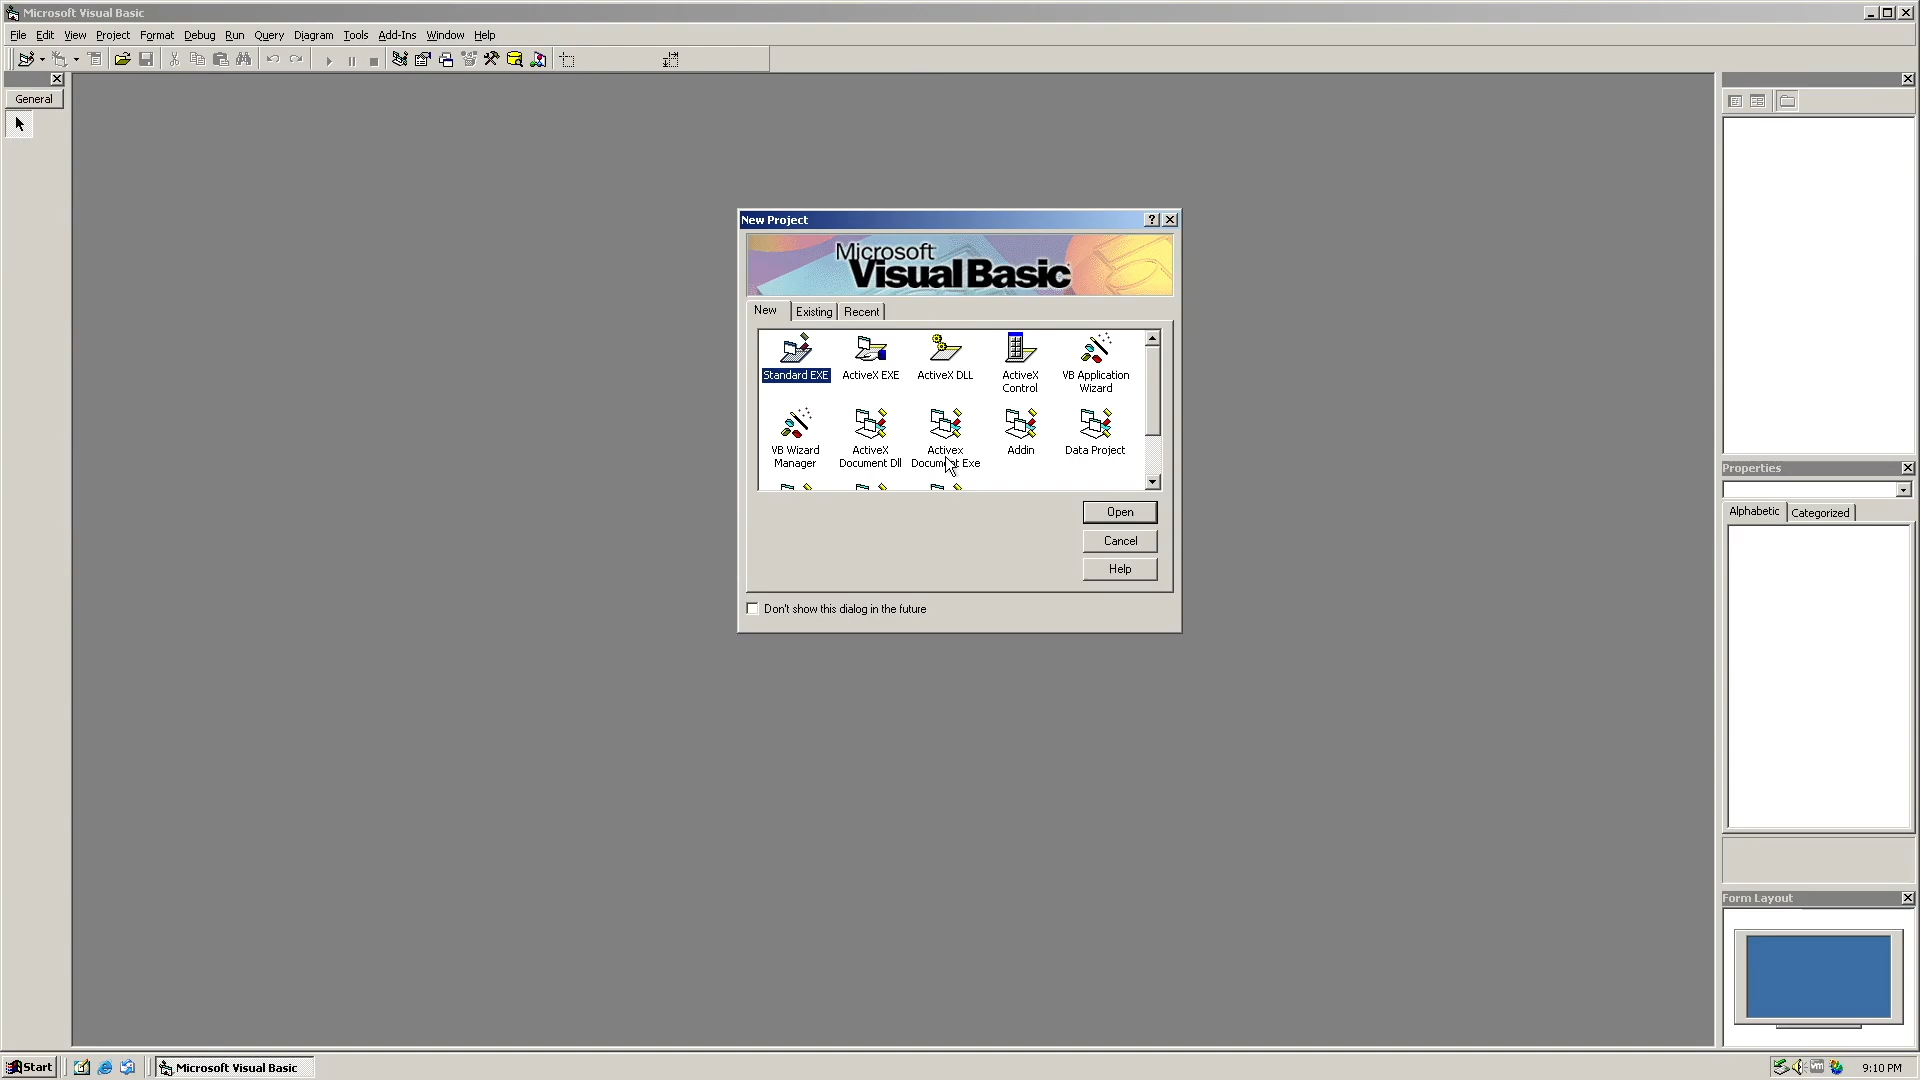 Microsoft Visual Basic
File Edit View Project Format Debug Run Query Diagram Tools Add-Ins Window Help
General
New Project
Microsoft
Visual Basic
New Existing Recent
Standard EXE ActiveX EXE ActiveX DLL ActiveX Control VB Application Wizard
VB Wizard Manager ActiveX Document Dll Activex Document Exe Addin Data Project
Open
Cancel
Help
Don't show this dialog in the future
Properties
Alphabetic Categorized
Form Layout
Start Microsoft Visual Basic 9:10 PM